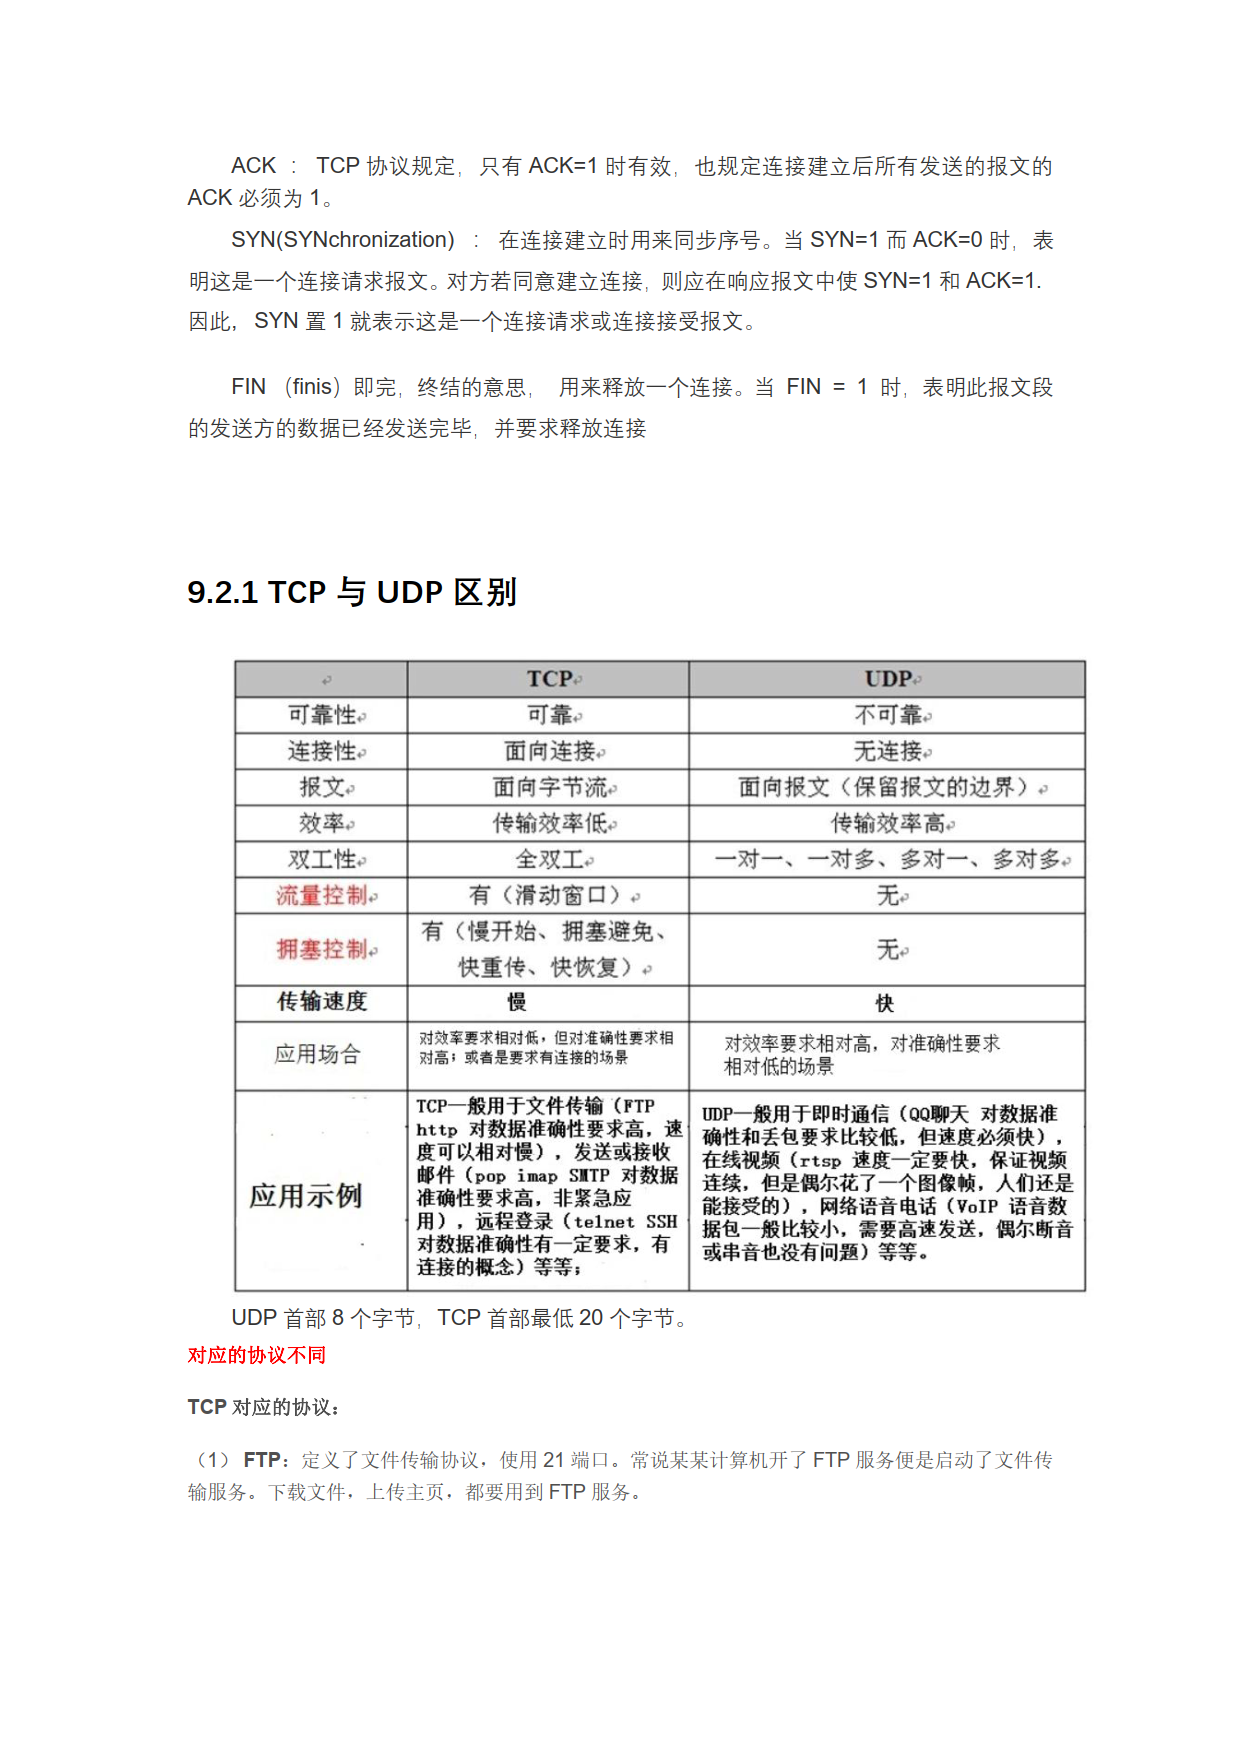 ACK ： TCP 协议规定，只有 ACK=1 时有效，也规定连接建立后所有发送的报文的
ACK 必须为 1。
SYN(SYNchronization) ： 在连接建立时用来同步序号。当 SYN=1 而 ACK=0 时，表
明这是一个连接请求报文。对方若同意建立连接，则应在响应报文中使 SYN=1 和 ACK=1.
因此， SYN 置 1 就表示这是一个连接请求或连接接受报文。
FIN （finis）即完，终结的意思， 用来释放一个连接。当 FIN = 1 时，表明此报文段
的发送方的数据已经发送完毕，并要求释放连接
9.2.1 TCP 与 UDP 区别
TCP UDP
可靠性 可靠 不可靠
连接性 面向连接 无连接
报文 面向字节流 面向报文（保留报文的边界）
效率 传输效率低 传输效率高
双工性 全双工 一对一、一对多、多对一、多对多
流量控制 有（滑动窗口） 无
拥塞控制 有（慢开始、拥塞避免、
快重传、快恢复） 无
传输速度 慢 快
应用场合 对效率要求相对低，但对准确性要求相
对高；或者是要求有连接的场景
对效率要求相对高，对准确性要求
相对低的场景
应用示例
TCP一般用于文件传输（FTP
http 对数据准确性要求高，速
度可以相对慢），发送或接收
邮件（pop imap SMTP 对数据
准确性要求高，非紧急应
用），远程登录（telnet SSH
对数据准确性有一定要求，有
连接的概念）等等；
UDP一般用于即时通信（QQ聊天 对数据准
确性和丢包要求比较低，但速度必须快），
在线视频（rtsp 速度一定要快，保证视频
连续，但是偶尔花了一个图像帧，人们还是
能接受的），网络语音电话（VoIP 语音数
据包一般比较小，需要高速发送，偶尔断音
或串音也没有问题）等等。
UDP 首部 8 个字节，TCP 首部最低 20 个字节。
对应的协议不同
TCP 对应的协议：
（1） FTP：定义了文件传输协议，使用 21 端口。常说某某计算机开了 FTP 服务便是启动了文件传
输服务。下载文件，上传主页，都要用到 FTP 服务。